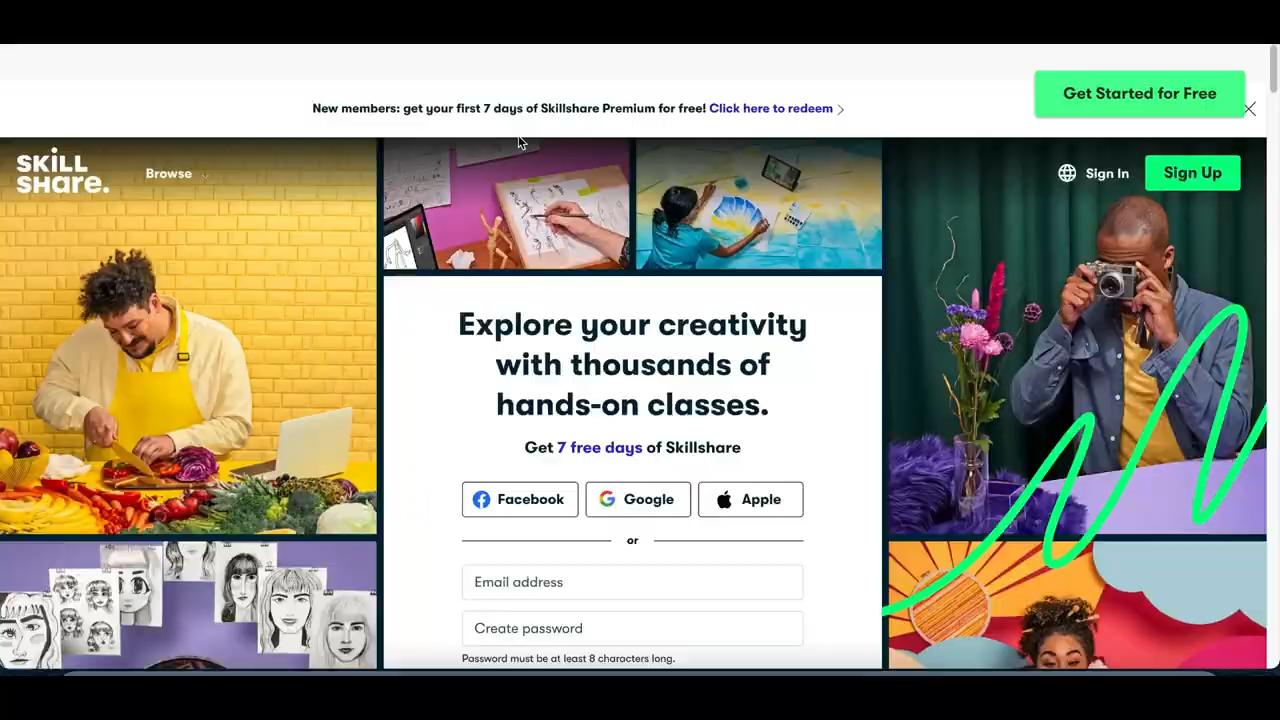 New members: get your first 7 days of Skillshare Premium for free! Click here to redeem
Get Started for Free
SKILL
SHARE.
Browse
Sign In
Sign Up
Explore your creativity
with thousands of
hands-on classes.
Get 7 free days of Skillshare
Facebook
Google
Apple
or
Email address
Create password
Password must be at least 8 characters long.